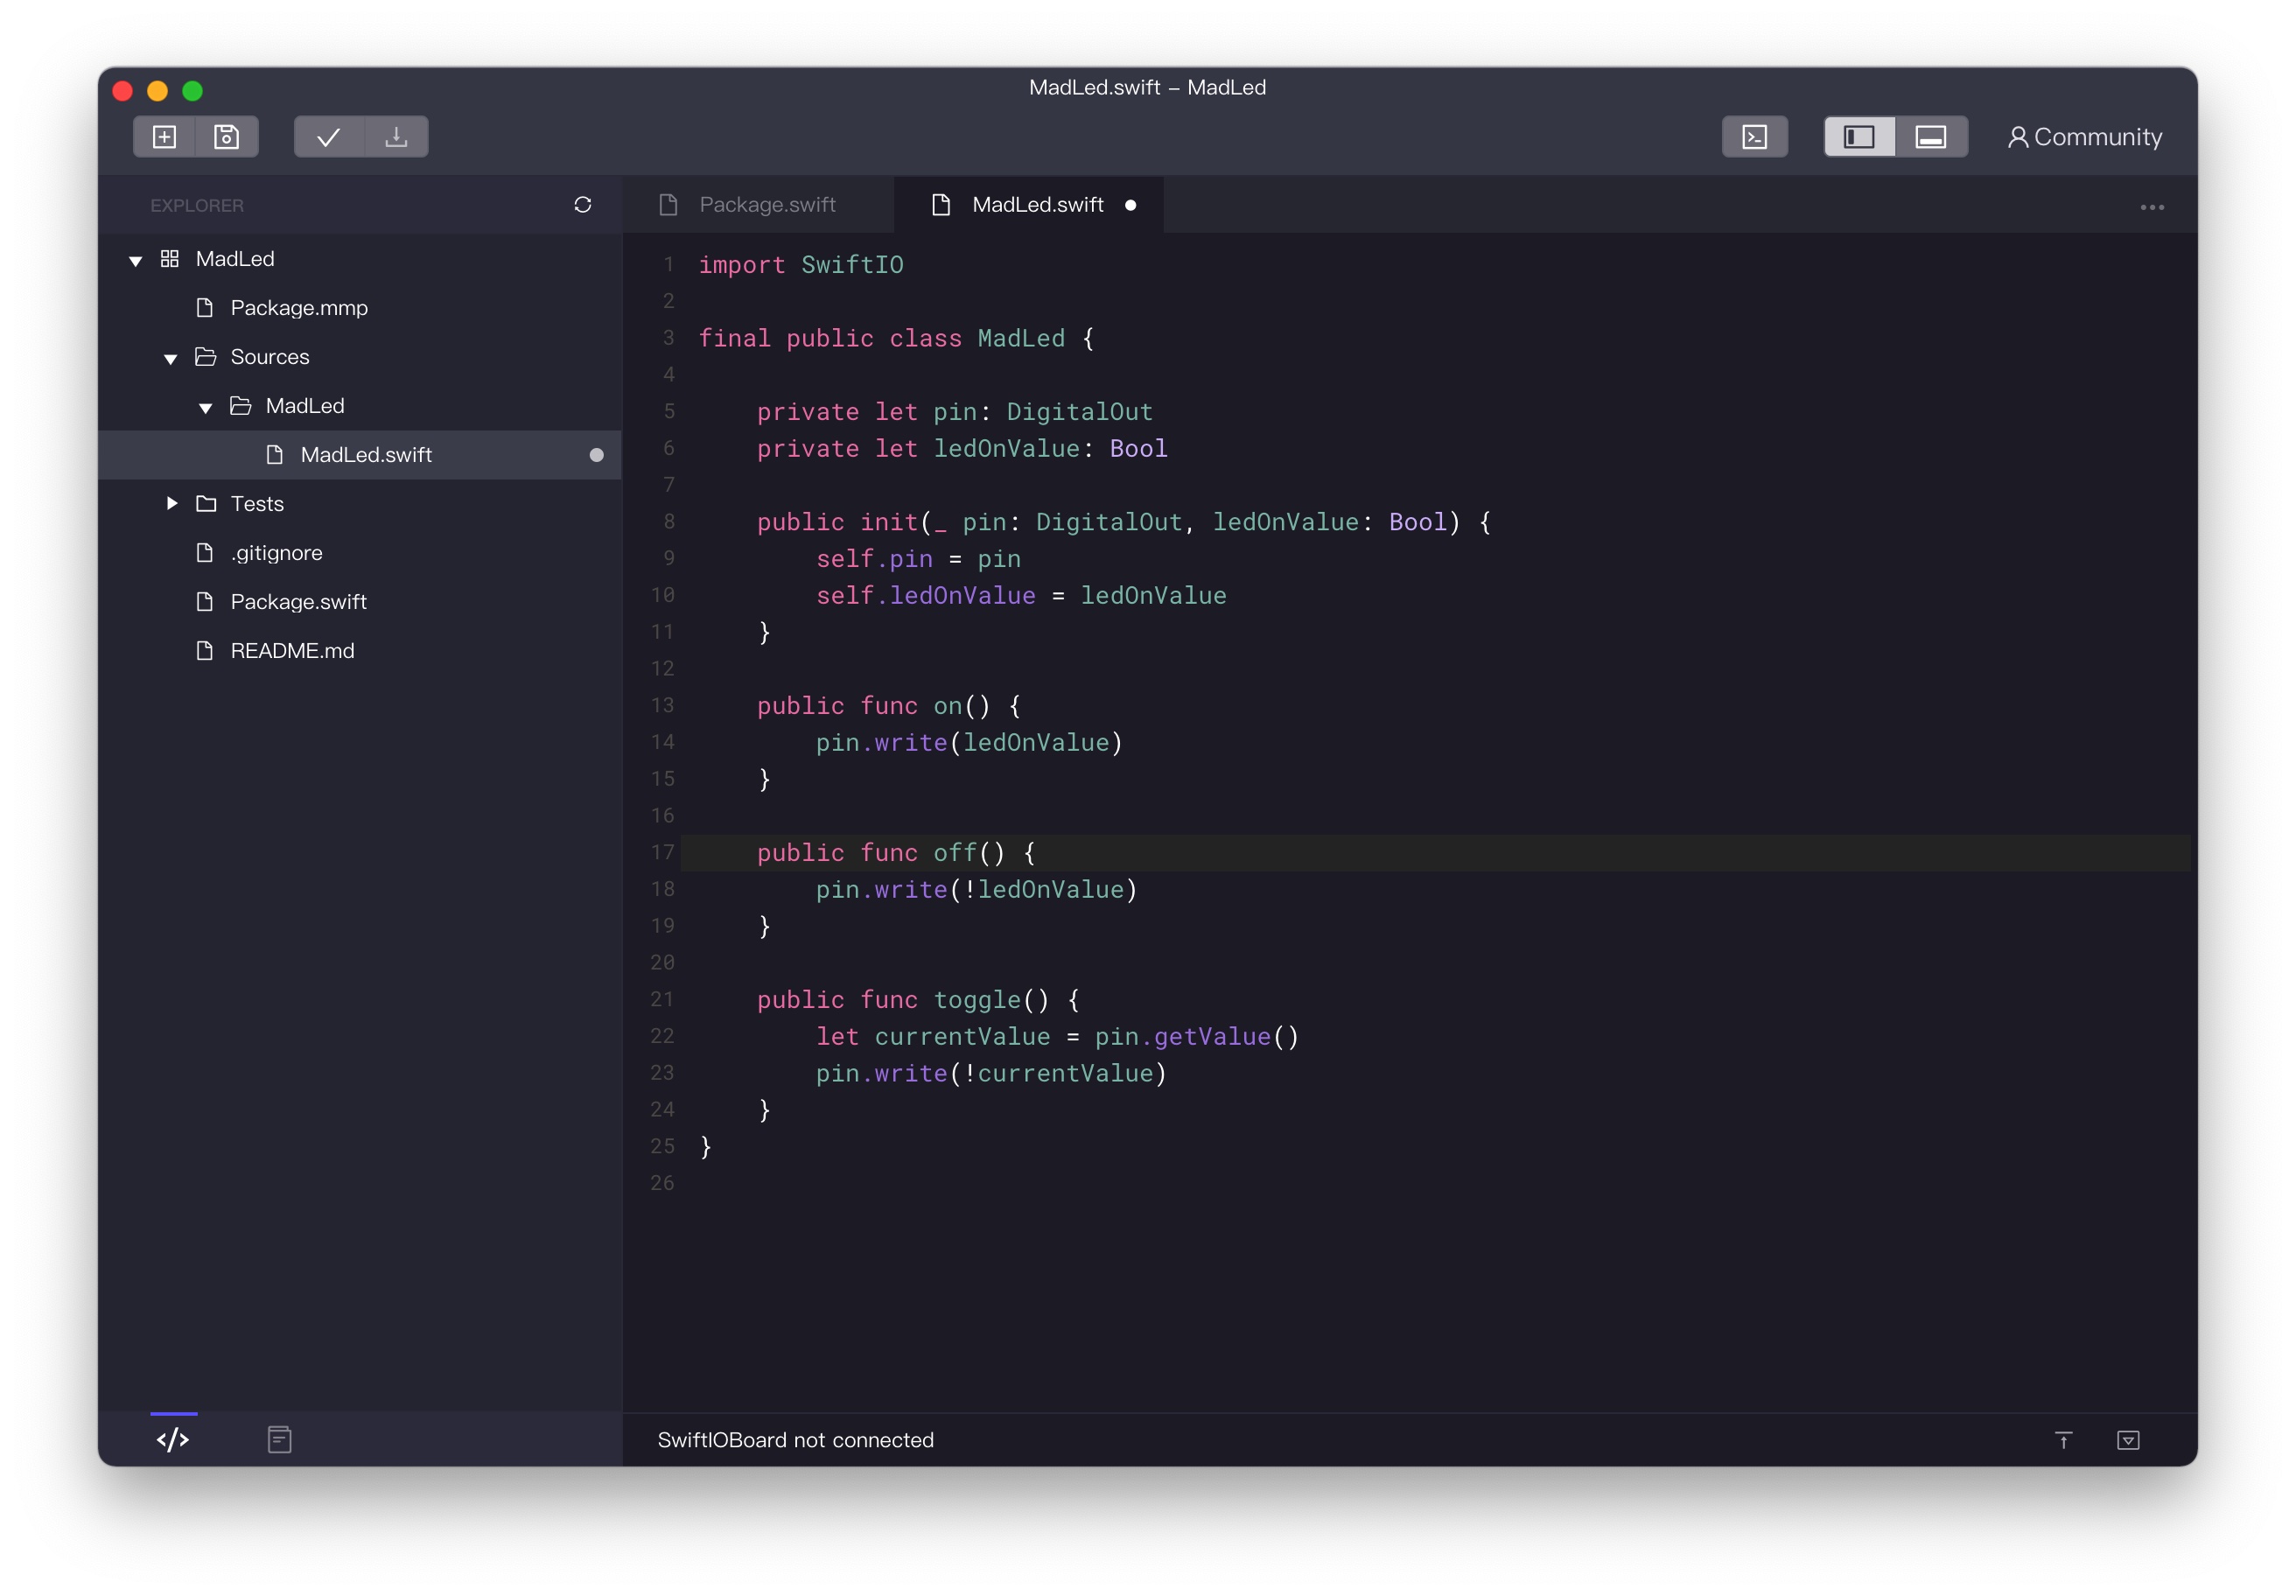 MadLed.swift – MadLed
Community
EXPLORER
MadLed
Package.mmp
Sources
MadLed
MadLed.swift
Tests
.gitignore
Package.swift
README.md
Package.swift
MadLed.swift
1 import SwiftIO
2
3 final public class MadLed {
4
5     private let pin: DigitalOut
6     private let ledOnValue: Bool
7
8     public init(_ pin: DigitalOut, ledOnValue: Bool) {
9         self.pin = pin
10         self.ledOnValue = ledOnValue
11     }
12
13     public func on() {
14         pin.write(ledOnValue)
15     }
16
17     public func off() {
18         pin.write(!ledOnValue)
19     }
20
21     public func toggle() {
22         let currentValue = pin.getValue()
23         pin.write(!currentValue)
24     }
25 }
26
SwiftIOBoard not connected